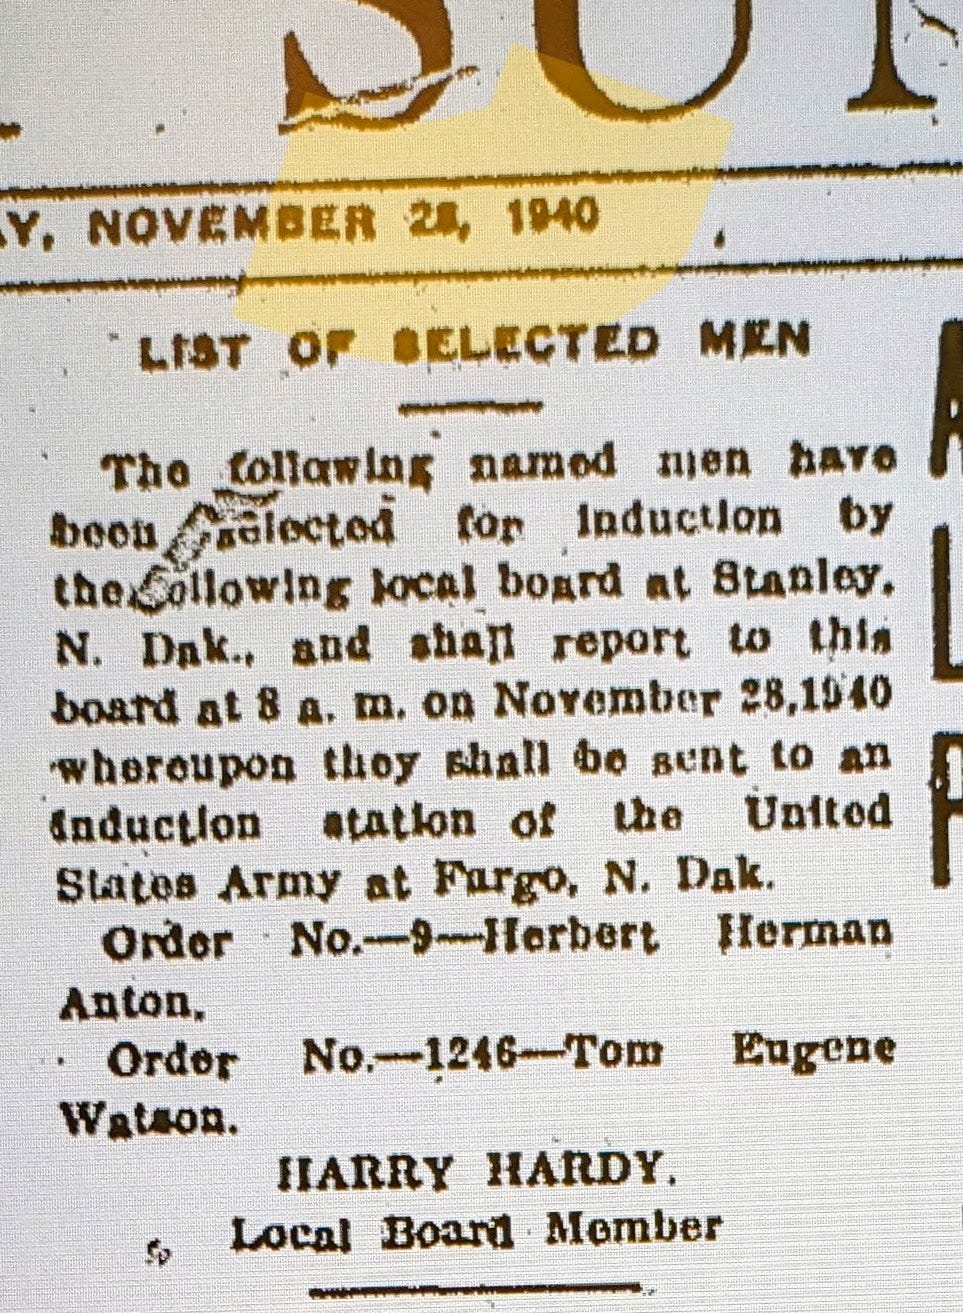 SUN
AY, NOVEMBER 28, 1940
LIST OF SELECTED MEN
The following named men have
been selected for induction by
the following local board at Stanley,
N. Dak., and shall report to this
board at 8 a. m. on November 28,1940
whereupon they shall be sent to an
induction station of the United
States Army at Fargo, N. Dak.
Order No.—9—Herbert Herman
Anton,
Order No.—1246—Tom Eugene
Watson.
HARRY HARDY,
Local Board Member